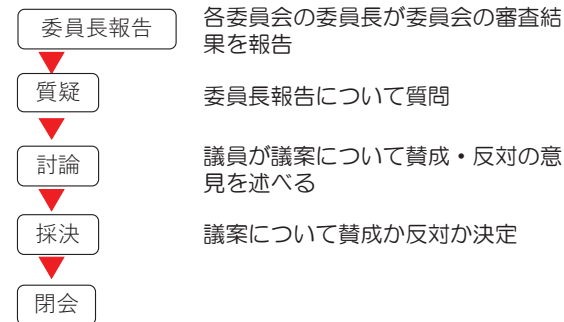 委員長報告
各委員会の委員長が委員会の審査結
果を報告
質疑
委員長報告について質問
討論
議員が議案について賛成・反対の意
見を述べる
採決
議案について賛成か反対か決定
閉会